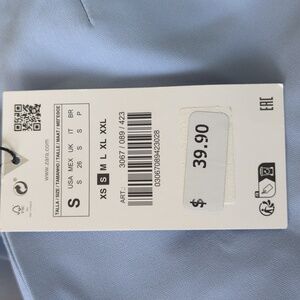 www.zara.com
TALLA / SIZE / TAMANHO / TAILLE / MAAT /
S
USA MEX UK IT BR
S 26 S S P
XS S M L XL XXL
ART.: 3067 / 089 / 423
03067089423028
$ 39.90
EAC